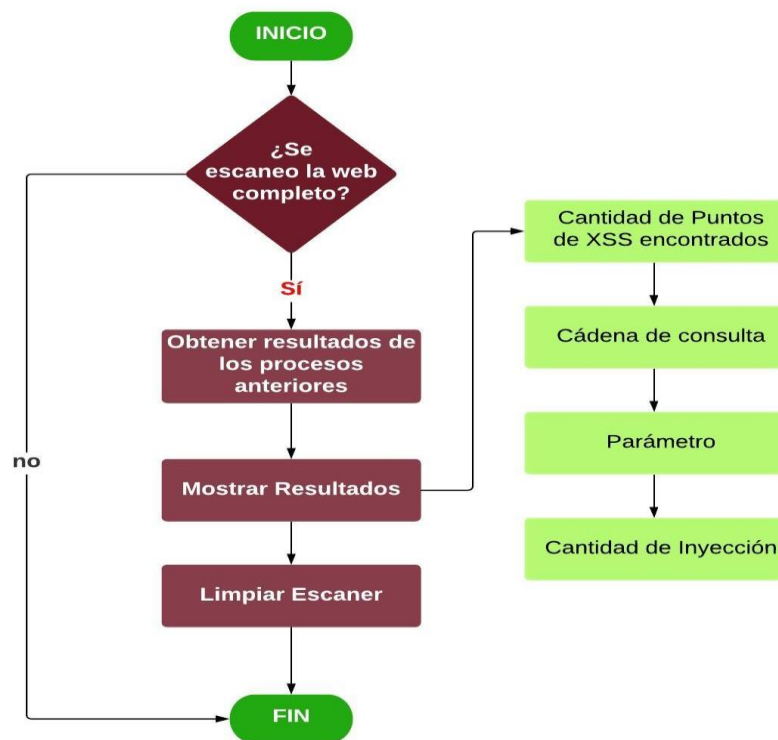 INICIO
¿Se
escaneo la web
completo?
Sí
no
Obtener resultados de
los procesos
anteriores
Mostrar Resultados
Limpiar Escaner
FIN
Cantidad de Puntos
de XSS encontrados
Cádena de consulta
Parámetro
Cantidad de Inyección